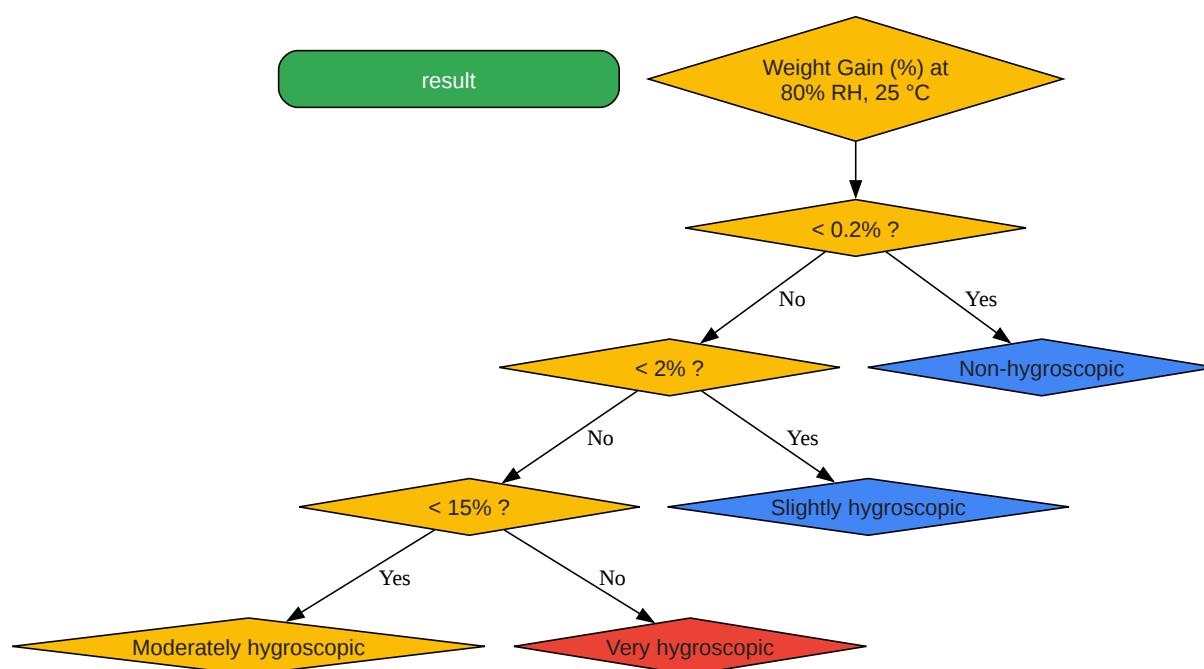 result
Weight Gain (%) at
80% RH, 25 °C
< 0.2% ?
No
Yes
< 2% ?
Non-hygroscopic
No
Yes
< 15% ?
Slightly hygroscopic
Yes
No
Moderately hygroscopic
Very hygroscopic